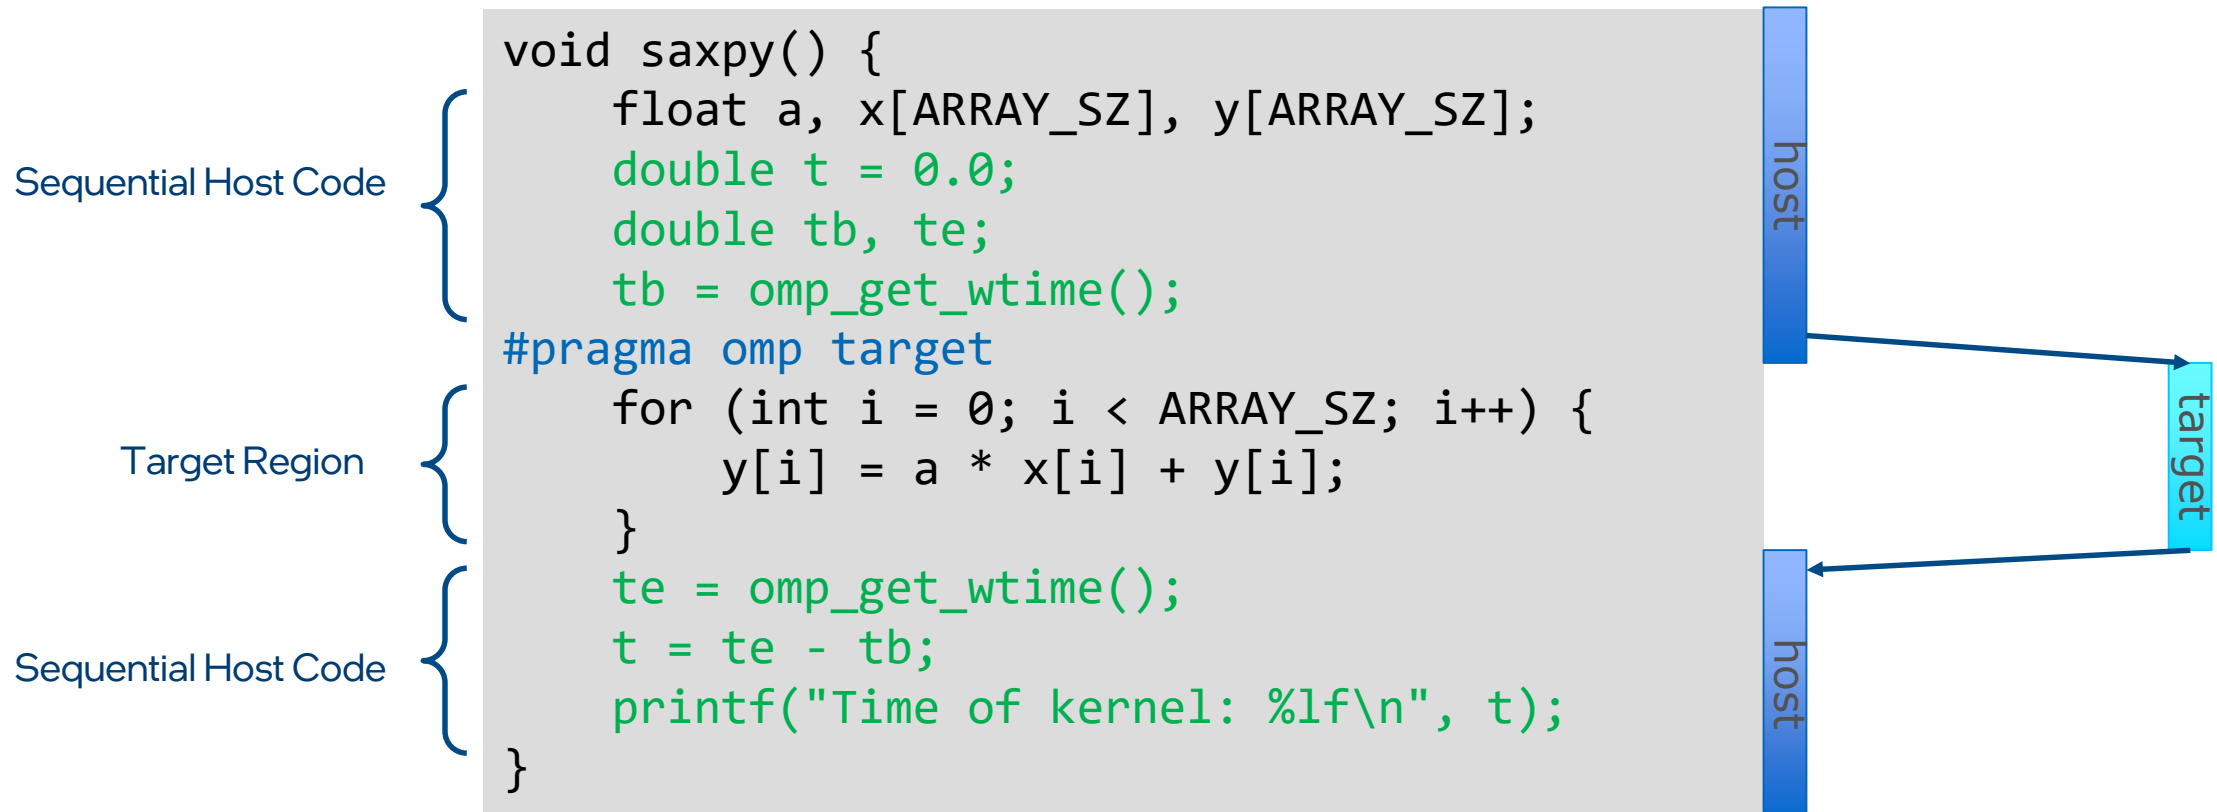 void saxpy() {
float a, x[ARRAY_SZ], y[ARRAY_SZ];
double t = 0.0;
double tb, te;
tb = omp_get_wtime();
#pragma omp target
for (int i = 0; i < ARRAY_SZ; i++) {
y[i] = a * x[i] + y[i];
}
te = omp_get_wtime();
t = te - tb;
printf("Time of kernel: %lf\n", t);
}
Sequential Host Code
Target Region
Sequential Host Code
host
target
host